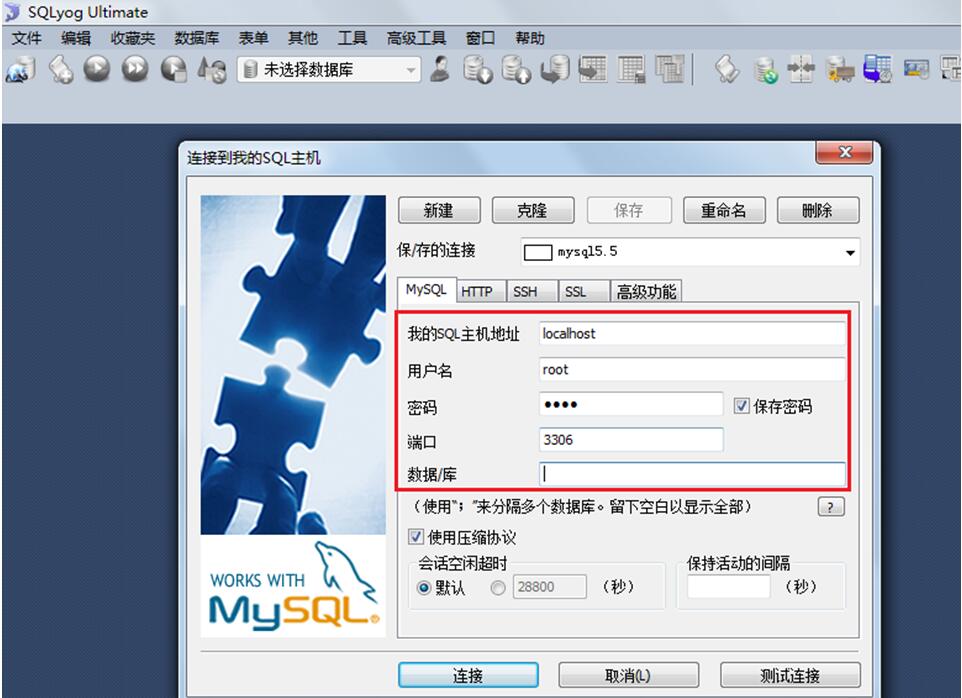 SQLyog Ultimate
文件 编辑 收藏夹 数据库 表单 其他 工具 高级工具 窗口 帮助
未选择数据库
连接到我的SQL主机
新建 克隆 保存 重命名 删除
保/存的连接 mysql5.5
MySQL HTTP SSH SSL 高级功能
我的SQL主机地址 localhost
用户名 root
密码 •••• 保存密码
端口 3306
数据/库
(使用“；”来分隔多个数据库。留下空白以显示全部) ?
使用压缩协议
会话空闲超时 保持活动的间隔
默认 28800 (秒) (秒)
WORKS WITH
MySQL®
连接 取消(L) 测试连接